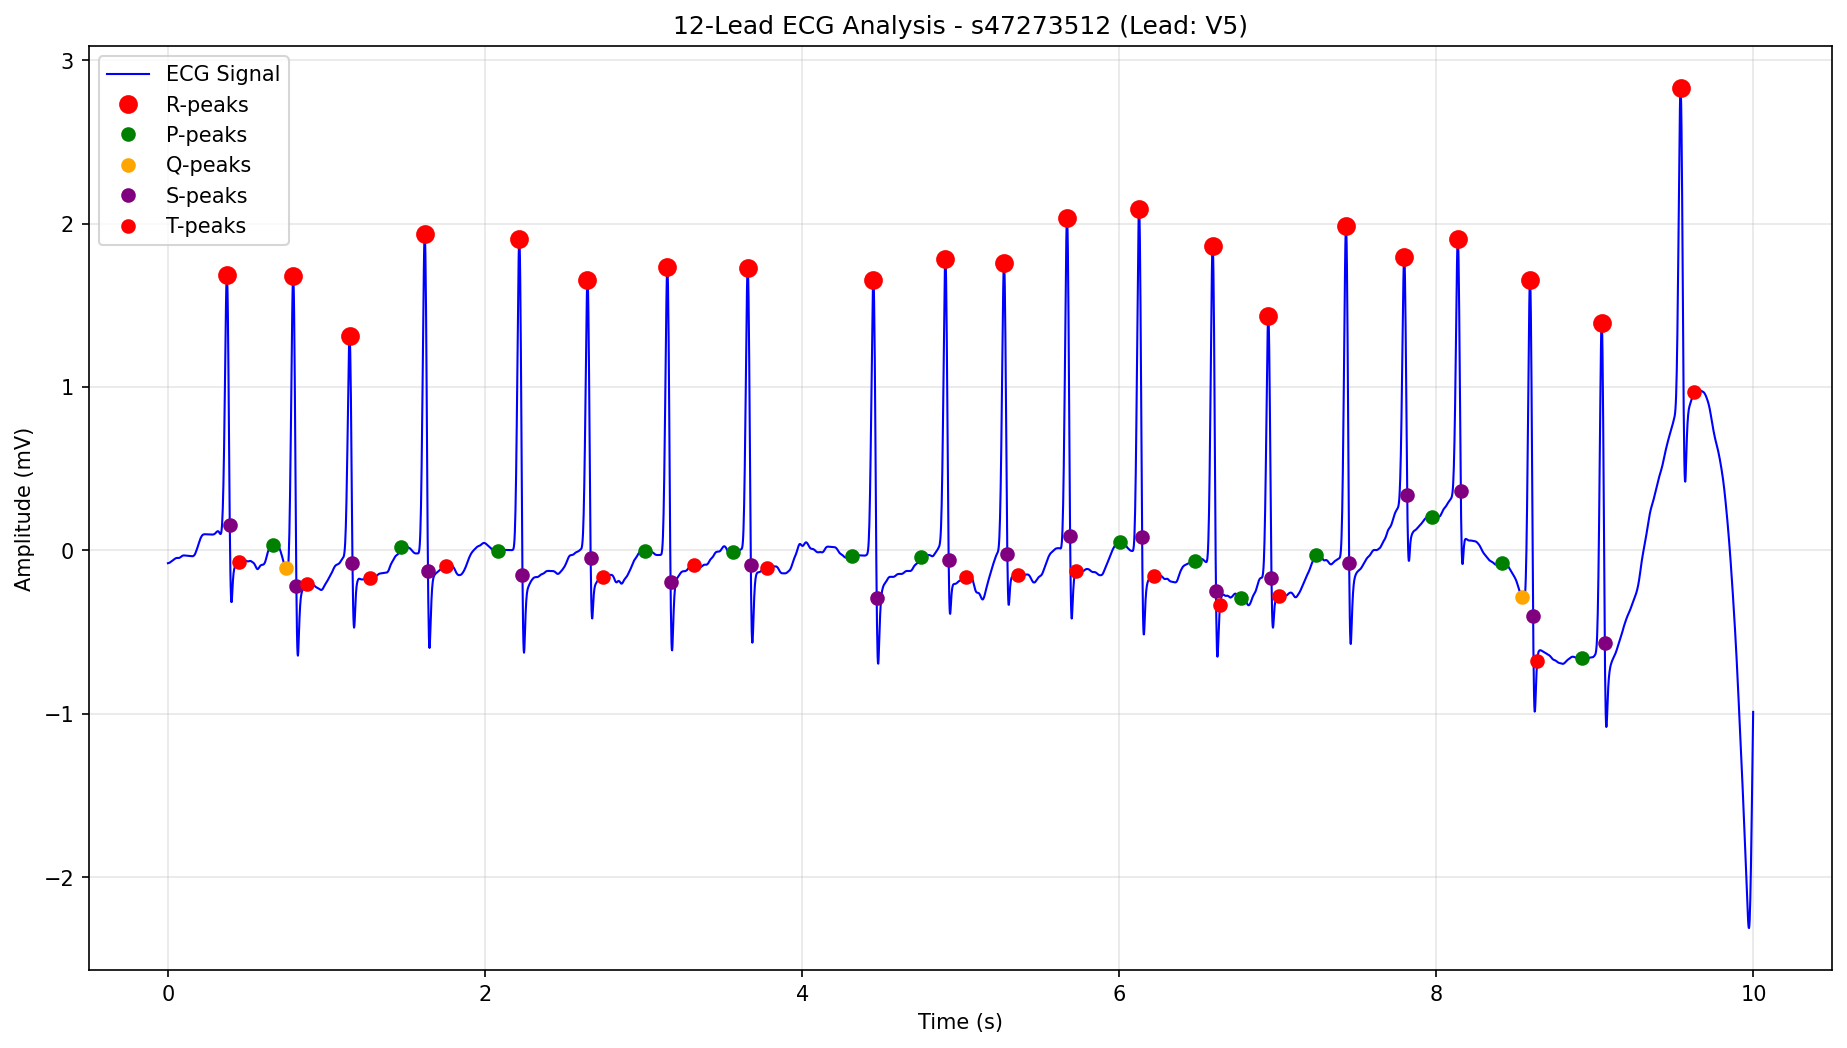 12-Lead ECG Analysis - s47273512 (Lead: V5)
ECG Signal
R-peaks
P-peaks
Q-peaks
S-peaks
T-peaks
3
2
1
0
−1
−2
Amplitude (mV)
0 2 4 6 8 10
Time (s)